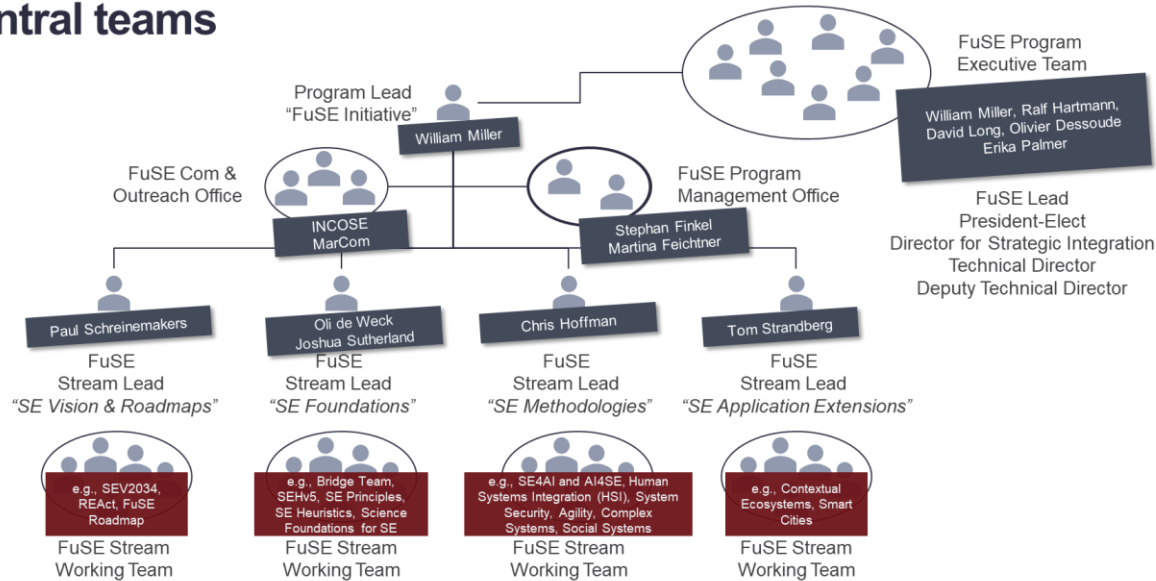 ntral teams
FuSE Program
Executive Team
William Miller, Ralf Hartmann,
David Long, Olivier Dessoude
Erika Palmer
FuSE Lead
President-Elect
Director for Strategic Integration
Technical Director
Deputy Technical Director
Program Lead
“FuSE Initiative”
William Miller
FuSE Com &
Outreach Office
INCOSE
MarCom
FuSE Program
Management Office
Stephan Finkel
Martina Feichtner
Paul Schreinemakers
FuSE
Stream Lead
“SE Vision & Roadmaps”
e.g., SEV2034,
REAct, FuSE
Roadmap
FuSE Stream
Working Team
Oli de Weck
Joshua Sutherland
FuSE
Stream Lead
“SE Foundations”
e.g., Bridge Team,
SEHv5, SE Principles,
SE Heuristics, Science
Foundations for SE
FuSE Stream
Working Team
Chris Hoffman
FuSE
Stream Lead
“SE Methodologies”
e.g., SE4AI and AI4SE, Human
Systems Integration (HSI), System
Security, Agility, Complex
Systems, Social Systems
FuSE Stream
Working Team
Tom Strandberg
FuSE
Stream Lead
“SE Application Extensions”
e.g., Contextual
Ecosystems, Smart
Cities
FuSE Stream
Working Team